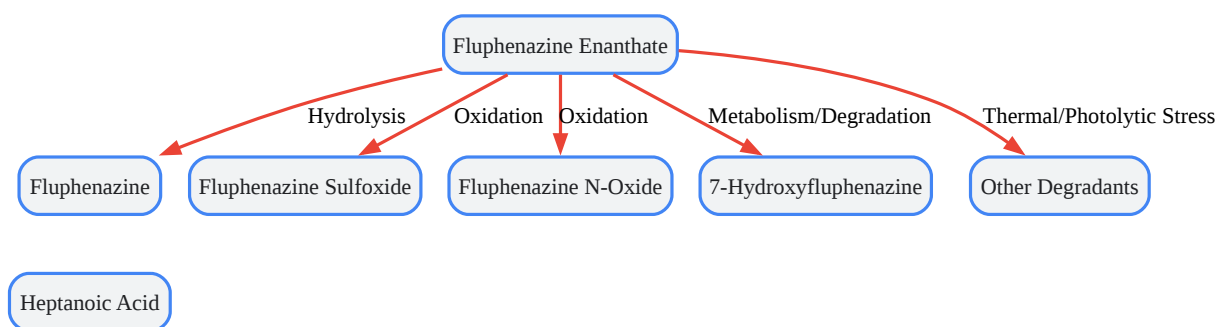 Fluphenazine Enanthate
Hydrolysis
Oxidation
Oxidation
Metabolism/Degradation
Thermal/Photolytic Stress
Fluphenazine
Fluphenazine Sulfoxide
Fluphenazine N-Oxide
7-Hydroxyfluphenazine
Other Degradants
Heptanoic Acid